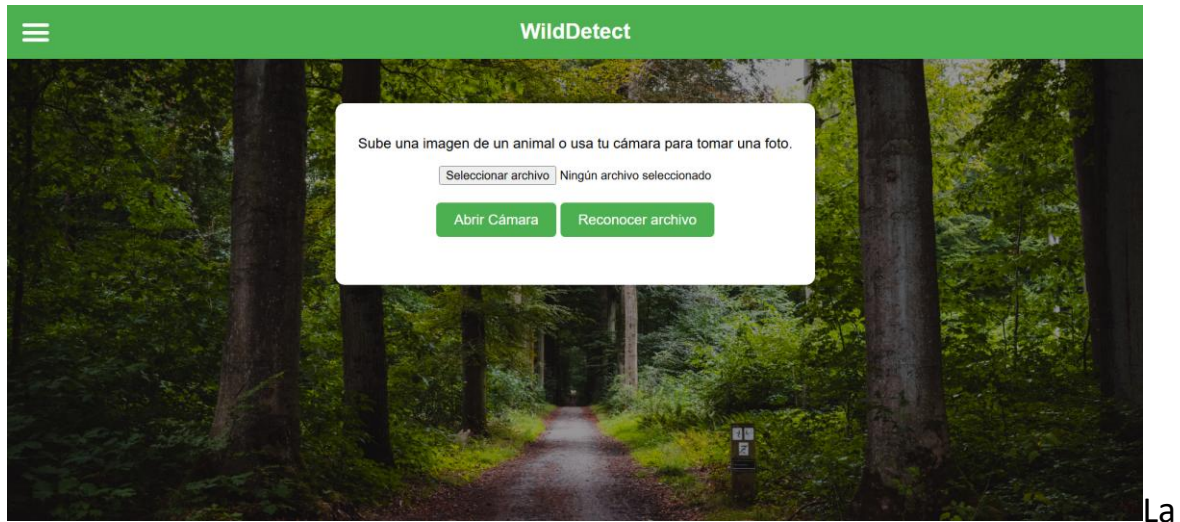 WildDetect
Sube una imagen de un animal o usa tu cámara para tomar una foto.
Seleccionar archivo Ningún archivo seleccionado
Abrir Cámara Reconocer archivo
La